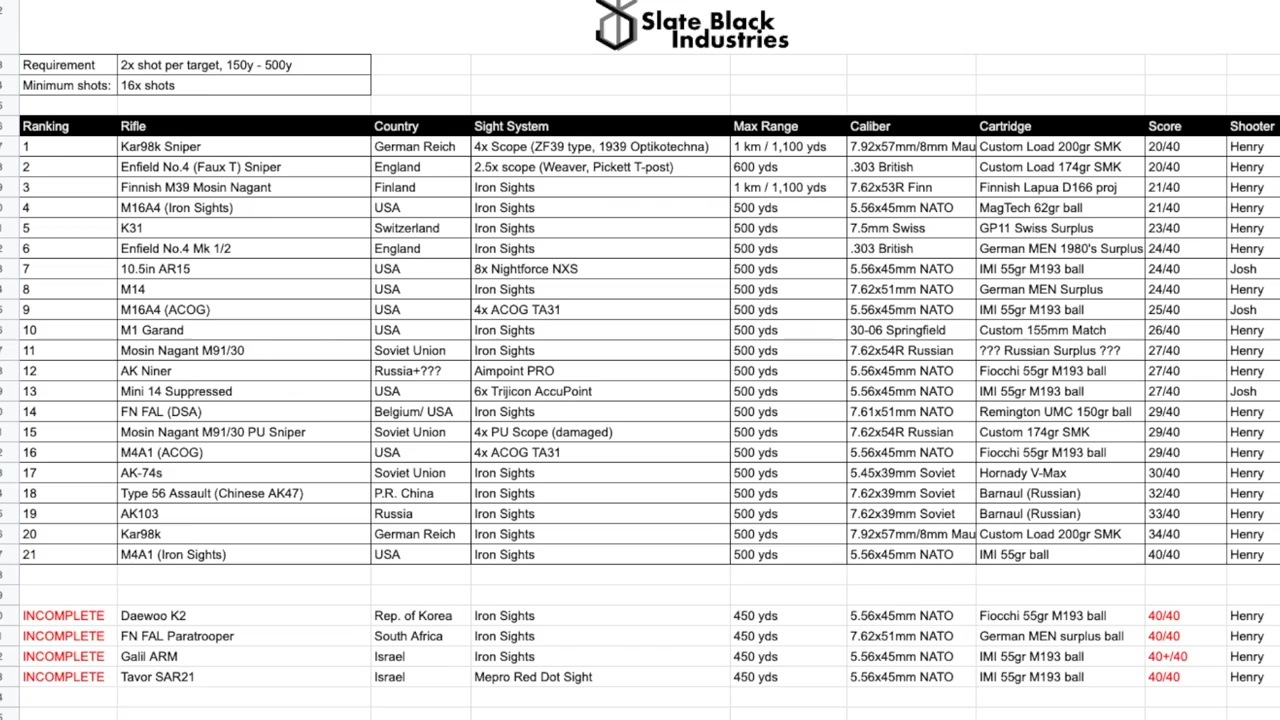 Slate Black
Industries
Requirement 2x shot per target, 150y - 500y
Minimum shots: 16x shots
Ranking Rifle Country Sight System Max Range Caliber Cartridge Score Shooter
1 Kar98k Sniper German Reich 4x Scope (ZF39 type, 1939 Optikotechna) 1 km / 1,100 yds 7.92x57mm/8mm Mau Custom Load 200gr SMK 20/40 Henry
2 Enfield No.4 (Faux T) Sniper England 2.5x scope (Weaver, Pickett T-post) 600 yds .303 British Custom Load 174gr SMK 20/40 Henry
3 Finnish M39 Mosin Nagant Finland Iron Sights 1 km / 1,100 yds 7.62x53R Finn Finnish Lapua D166 proj 21/40 Henry
4 M16A4 (Iron Sights) USA Iron Sights 500 yds 5.56x45mm NATO MagTech 62gr ball 21/40 Henry
5 K31 Switzerland Iron Sights 500 yds 7.5mm Swiss GP11 Swiss Surplus 23/40 Henry
6 Enfield No.4 Mk 1/2 England Iron Sights 500 yds .303 British German MEN 1980's Surplus 24/40 Henry
7 10.5in AR15 USA 8x Nightforce NXS 500 yds 5.56x45mm NATO IMI 55gr M193 ball 24/40 Josh
8 M14 USA Iron Sights 500 yds 7.62x51mm NATO German MEN Surplus 24/40 Henry
9 M16A4 (ACOG) USA 4x ACOG TA31 500 yds 5.56x45mm NATO IMI 55gr M193 ball 25/40 Josh
10 M1 Garand USA Iron Sights 500 yds 30-06 Springfield Custom 155mm Match 26/40 Henry
11 Mosin Nagant M91/30 Soviet Union Iron Sights 500 yds 7.62x54R Russian ??? Russian Surplus ??? 27/40 Henry
12 AK Niner Russia+??? Aimpoint PRO 500 yds 5.56x45mm NATO Fiocchi 55gr M193 ball 27/40 Henry
13 Mini 14 Suppressed USA 6x Trijicon AccuPoint 500 yds 5.56x45mm NATO IMI 55gr M193 ball 27/40 Josh
14 FN FAL (DSA) Belgium/ USA Iron Sights 500 yds 7.61x51mm NATO Remington UMC 150gr ball 29/40 Henry
15 Mosin Nagant M91/30 PU Sniper Soviet Union 4x PU Scope (damaged) 500 yds 7.62x54R Russian Custom 174gr SMK 29/40 Henry
16 M4A1 (ACOG) USA 4x ACOG TA31 500 yds 5.56x45mm NATO Fiocchi 55gr M193 ball 29/40 Henry
17 AK-74s Soviet Union Iron Sights 500 yds 5.45x39mm Soviet Hornady V-Max 30/40 Henry
18 Type 56 Assault (Chinese AK47) P.R. China Iron Sights 500 yds 7.62x39mm Soviet Barnaul (Russian) 32/40 Henry
19 AK103 Russia Iron Sights 500 yds 7.62x39mm Soviet Barnaul (Russian) 33/40 Henry
20 Kar98k German Reich Iron Sights 500 yds 7.92x57mm/8mm Mau Custom Load 200gr SMK 34/40 Henry
21 M4A1 (Iron Sights) USA Iron Sights 500 yds 5.56x45mm NATO IMI 55gr ball 40/40 Henry
INCOMPLETE Daewoo K2 Rep. of Korea Iron Sights 450 yds 5.56x45mm NATO Fiocchi 55gr M193 ball 40/40 Henry
INCOMPLETE FN FAL Paratrooper South Africa Iron Sights 450 yds 7.62x51mm NATO German MEN surplus ball 40/40 Henry
INCOMPLETE Galil ARM Israel Iron Sights 450 yds 5.56x45mm NATO IMI 55gr M193 ball 40+/40 Henry
INCOMPLETE Tavor SAR21 Israel Mepro Red Dot Sight 450 yds 5.56x45mm NATO IMI 55gr M193 ball 40/40 Henry